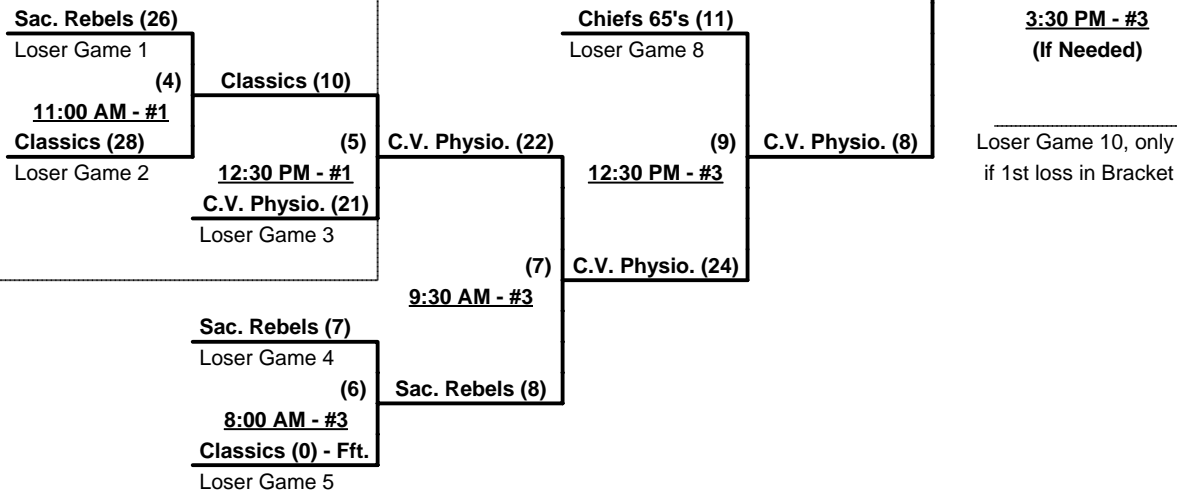 Sac. Rebels (26)
Loser Game 1
(4)
11:00 AM - #1
Classics (28)
Loser Game 2
Classics (10)
(5)
12:30 PM - #1
C.V. Physio. (21)
Loser Game 3
C.V. Physio. (22)
(7)
9:30 AM - #3
Sac. Rebels (7)
Loser Game 4
(6)
8:00 AM - #3
Classics (0) - Fft.
Loser Game 5
Sac. Rebels (8)
Chiefs 65's (11)
Loser Game 8
(9)
12:30 PM - #3
C.V. Physio. (24)
C.V. Physio. (8)
3:30 PM - #3
(If Needed)
Loser Game 10, only
if 1st loss in Bracket